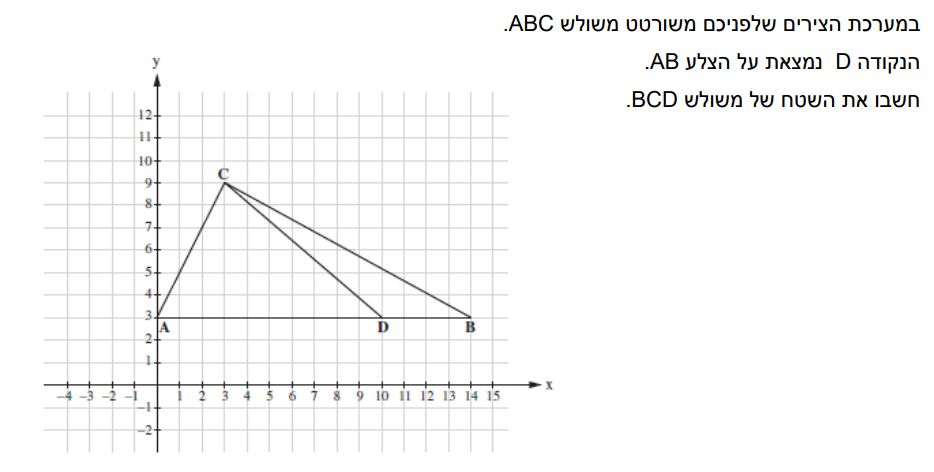 במערכת הצירים שלפניכם משורטט משולש ABC.
הנקודה D נמצאת על הצלע AB.
חשבו את השטח של משולש BCD.
y
12
11
10
9
C
8
7
6
5
4
3
A D B
2
1
x
-4 -3 -2 -1 1 2 3 4 5 6 7 8 9 10 11 12 13 14 15
-1
-2